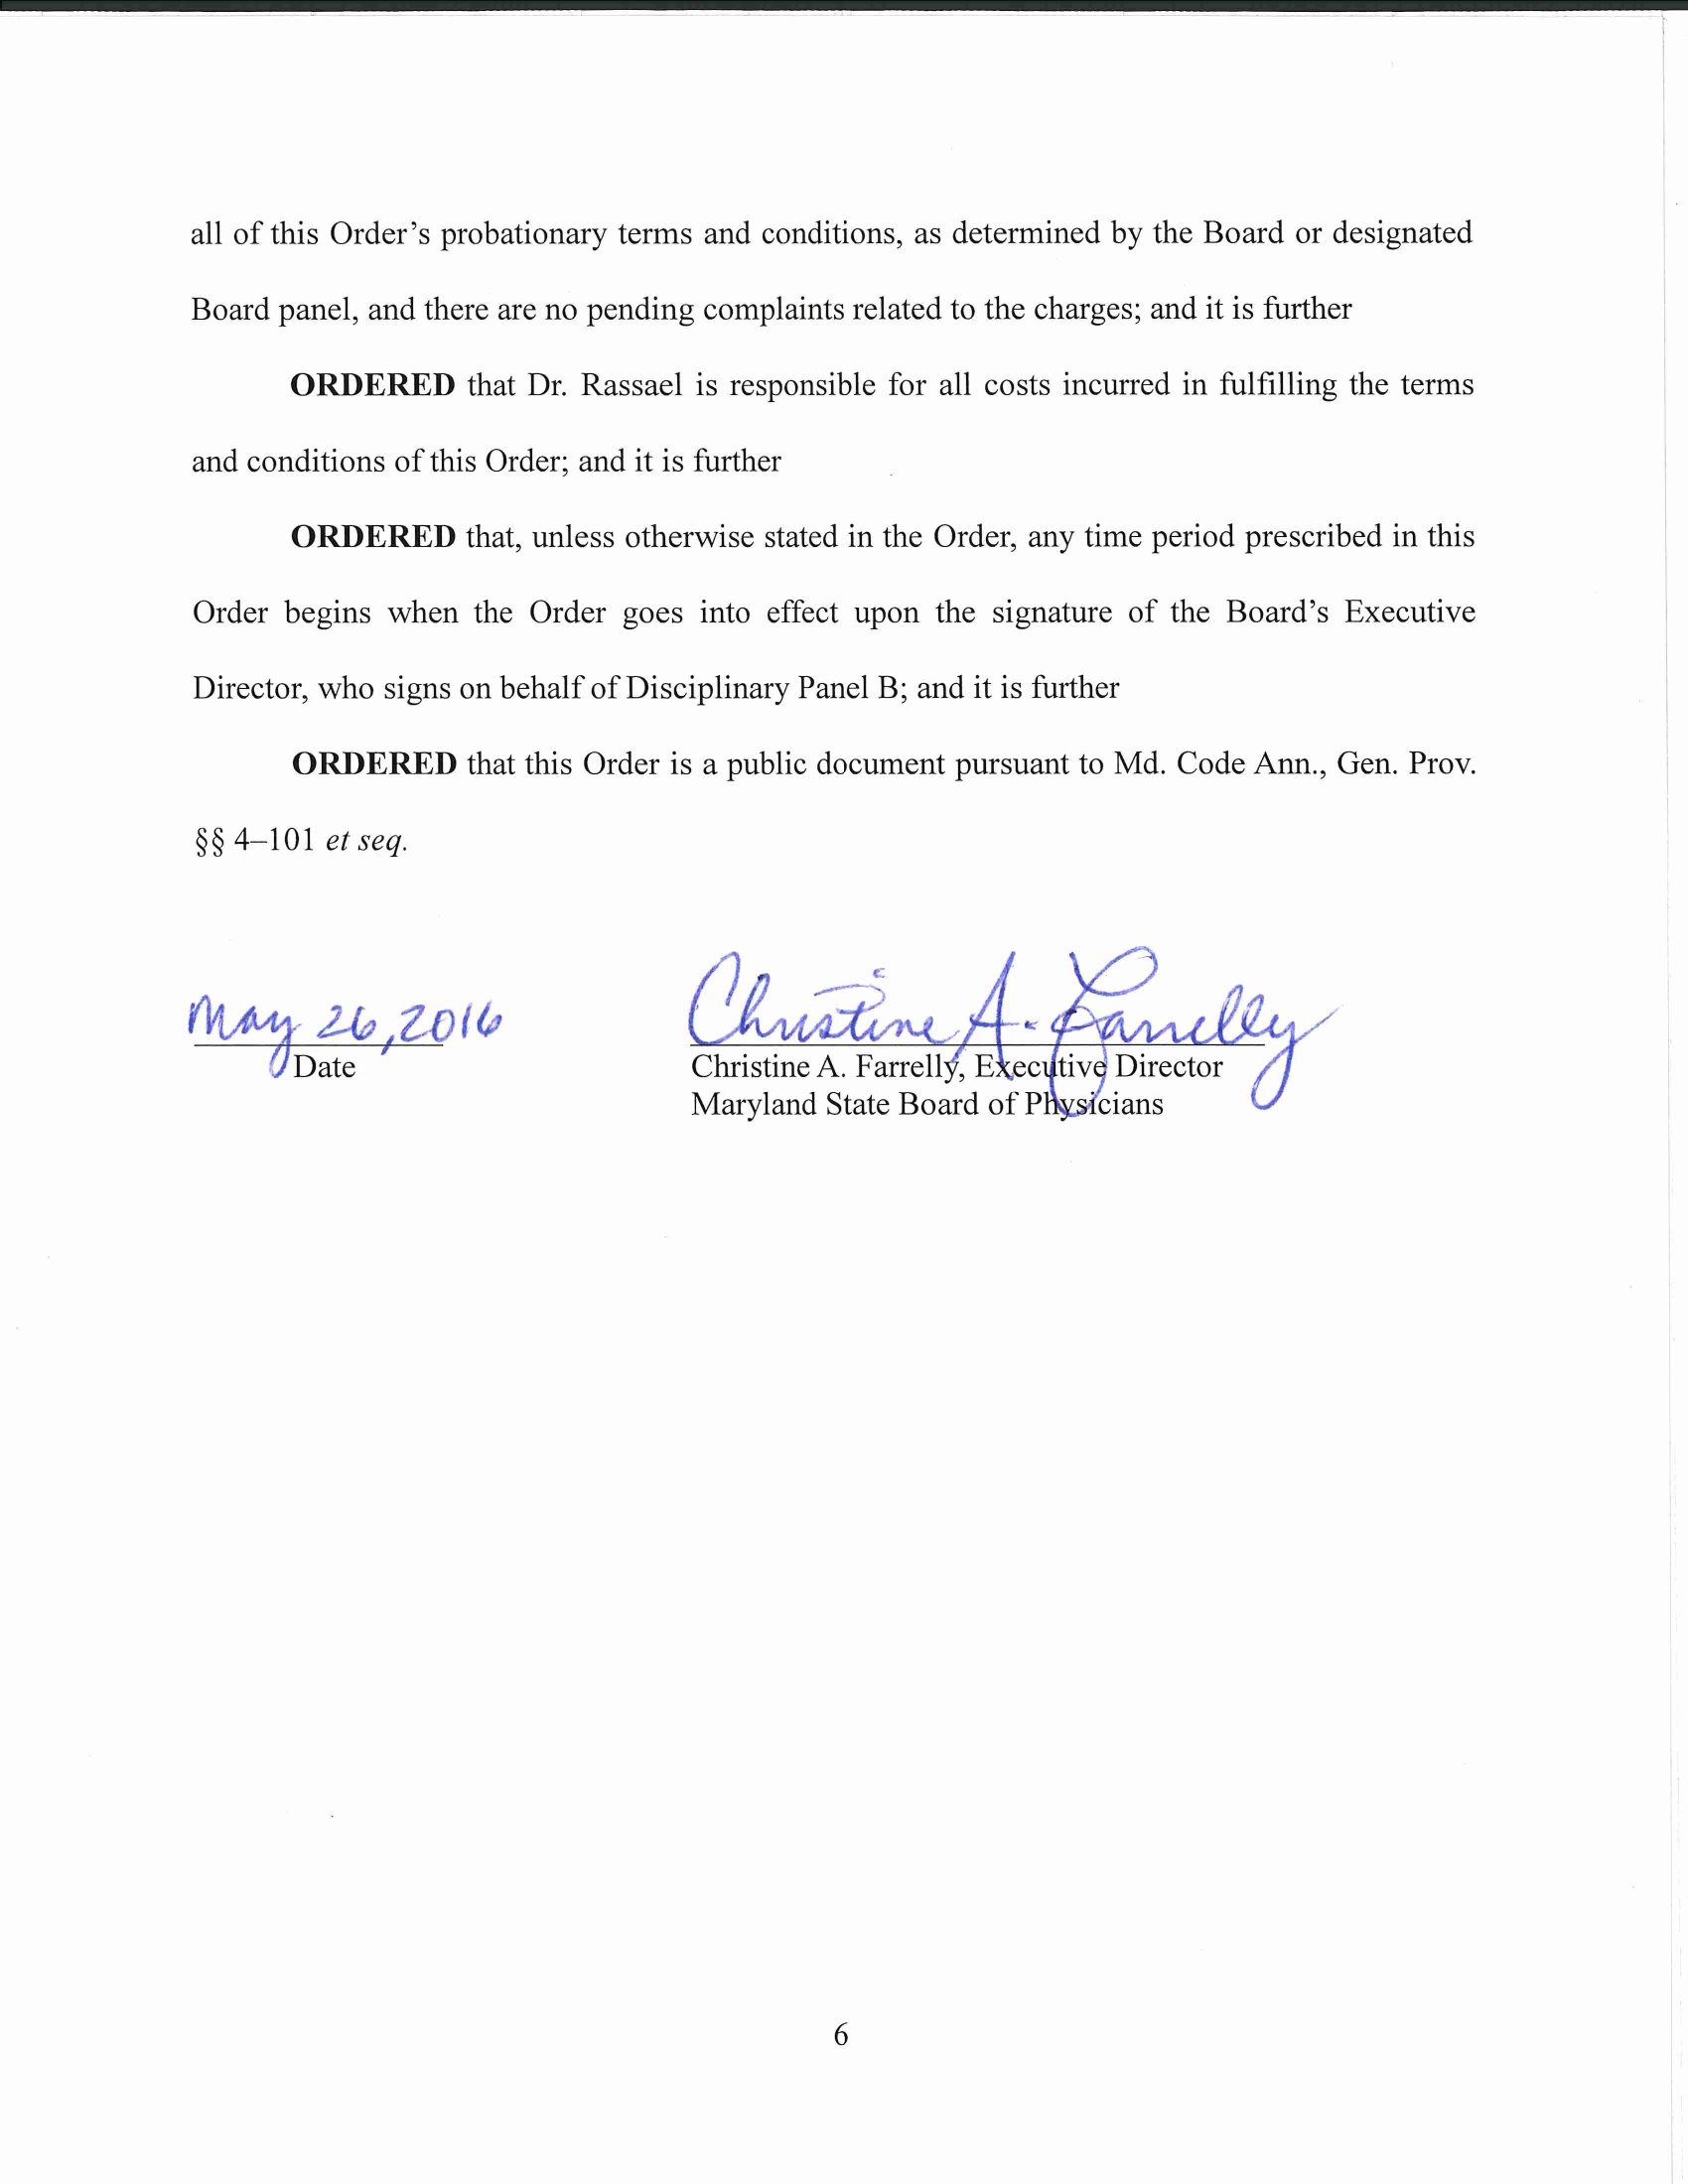 all of this Order’s probationary terms and conditions, as determined by the Board or designated
Board panel, and there are no pending complaints related to the charges; and it is further
ORDERED that Dr. Rassael is responsible for all costs incurred in fulfilling the terms
and conditions of this Order; and it is further
ORDERED that, unless otherwise stated in the Order, any time period prescribed in this
Order begins when the Order goes into effect upon the signature of the Board’s Executive
Director, who signs on behalf of Disciplinary Panel B; and it is further
ORDERED that this Order is a public document pursuant to Md. Code Ann., Gen. Prov.
§§ 4–101 et seq.
May 26, 2016
Date
Christine A. Farrelly
Christine A. Farrelly, Executive Director
Maryland State Board of Physicians
6